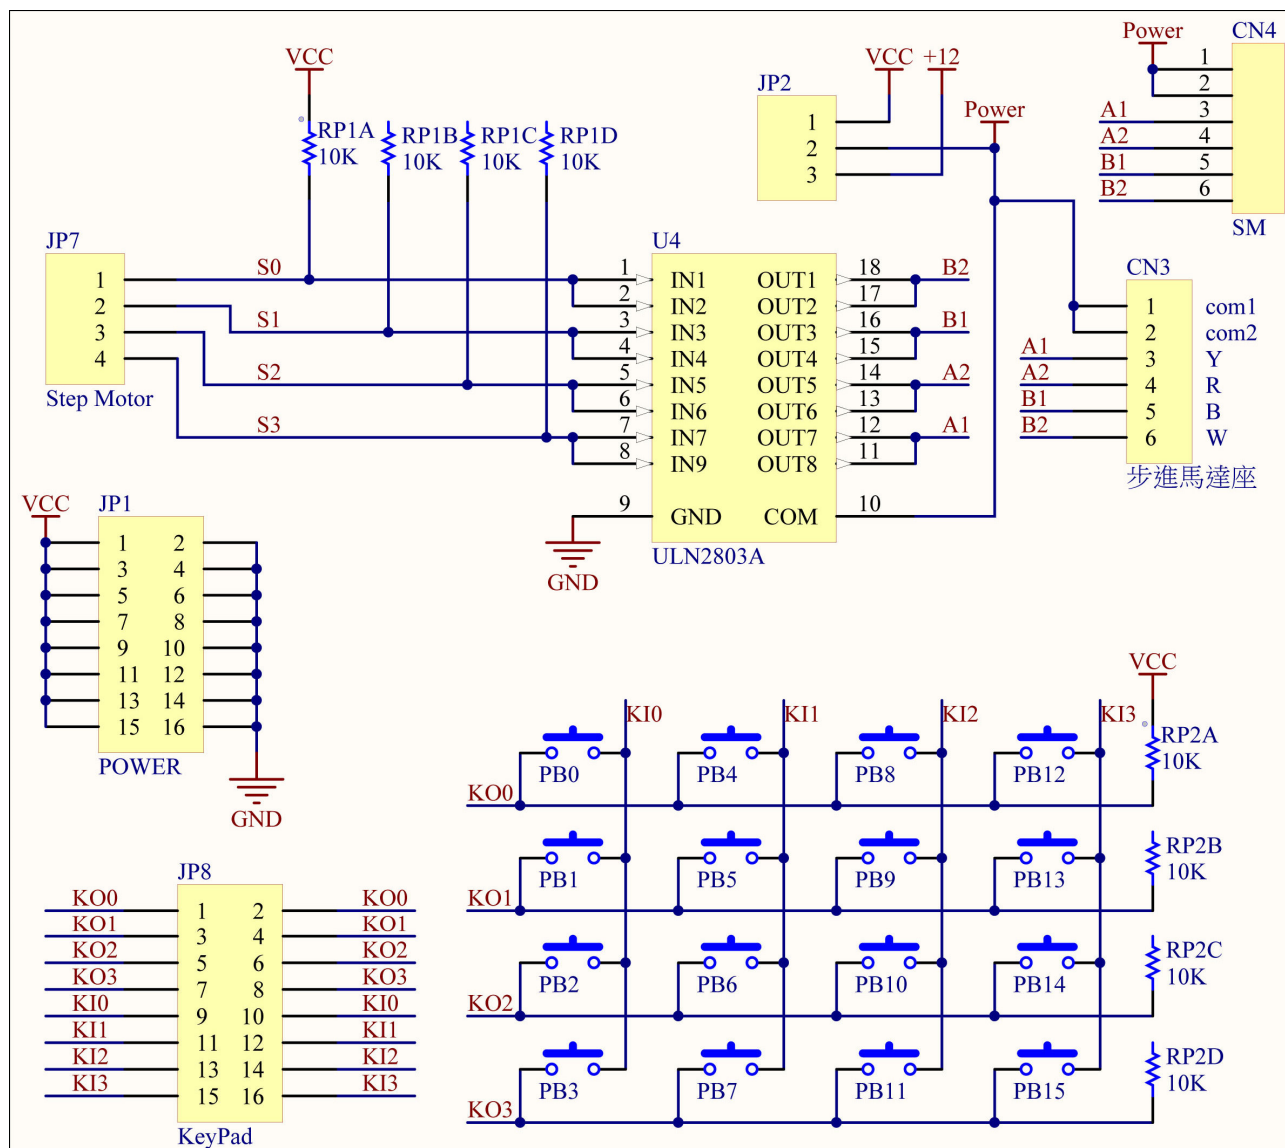 VCC
RP1A
10K
RP1B
10K
RP1C
10K
RP1D
10K
JP7
1
2
3
4
Step Motor
S0
S1
S2
S3
JP2
1
2
3
VCC
+12
Power
U4
1 IN1 OUT1 18
2 IN2 OUT2 17
3 IN3 OUT3 16
4 IN4 OUT4 15
5 IN5 OUT5 14
6 IN6 OUT6 13
7 IN7 OUT7 12
8 IN9 OUT8 11
9 GND COM 10
ULN2803A
GND
B2
B1
A2
A1
Power
CN4
1
2
A1 3
A2 4
B1 5
B2 6
SM
CN3
1 com1
2 com2
A1 3 Y
A2 4 R
B1 5 B
B2 6 W
步進馬達座
VCC
JP1
1 2
3 4
5 6
7 8
9 10
11 12
13 14
15 16
POWER
GND
JP8
KO0 1 2 KO0
KO1 3 4 KO1
KO2 5 6 KO2
KO3 7 8 KO3
KI0 9 10 KI0
KI1 11 12 KI1
KI2 13 14 KI2
KI3 15 16 KI3
KeyPad
VCC
KI0 KI1 KI2 KI3
RP2A
10K
PB0 PB4 PB8 PB12
KO0
RP2B
10K
PB1 PB5 PB9 PB13
KO1
RP2C
10K
PB2 PB6 PB10 PB14
KO2
RP2D
10K
PB3 PB7 PB11 PB15
KO3